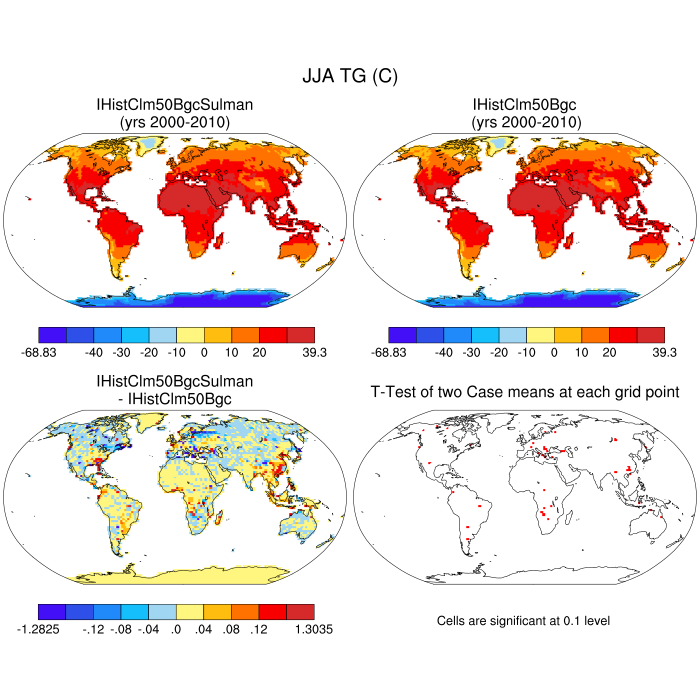 JJA TG (C)
IHistClm50BgcSulman
(yrs 2000-2010)
IHistClm50Bgc
(yrs 2000-2010)
-68.83 -40 -30 -20 -10 0 10 20 39.3
-68.83 -40 -30 -20 -10 0 10 20 39.3
IHistClm50BgcSulman
- IHistClm50Bgc
T-Test of two Case means at each grid point
-1.2825 -.12 -.08 -.04 .0 .04 .08 .12 1.3035
Cells are significant at 0.1 level